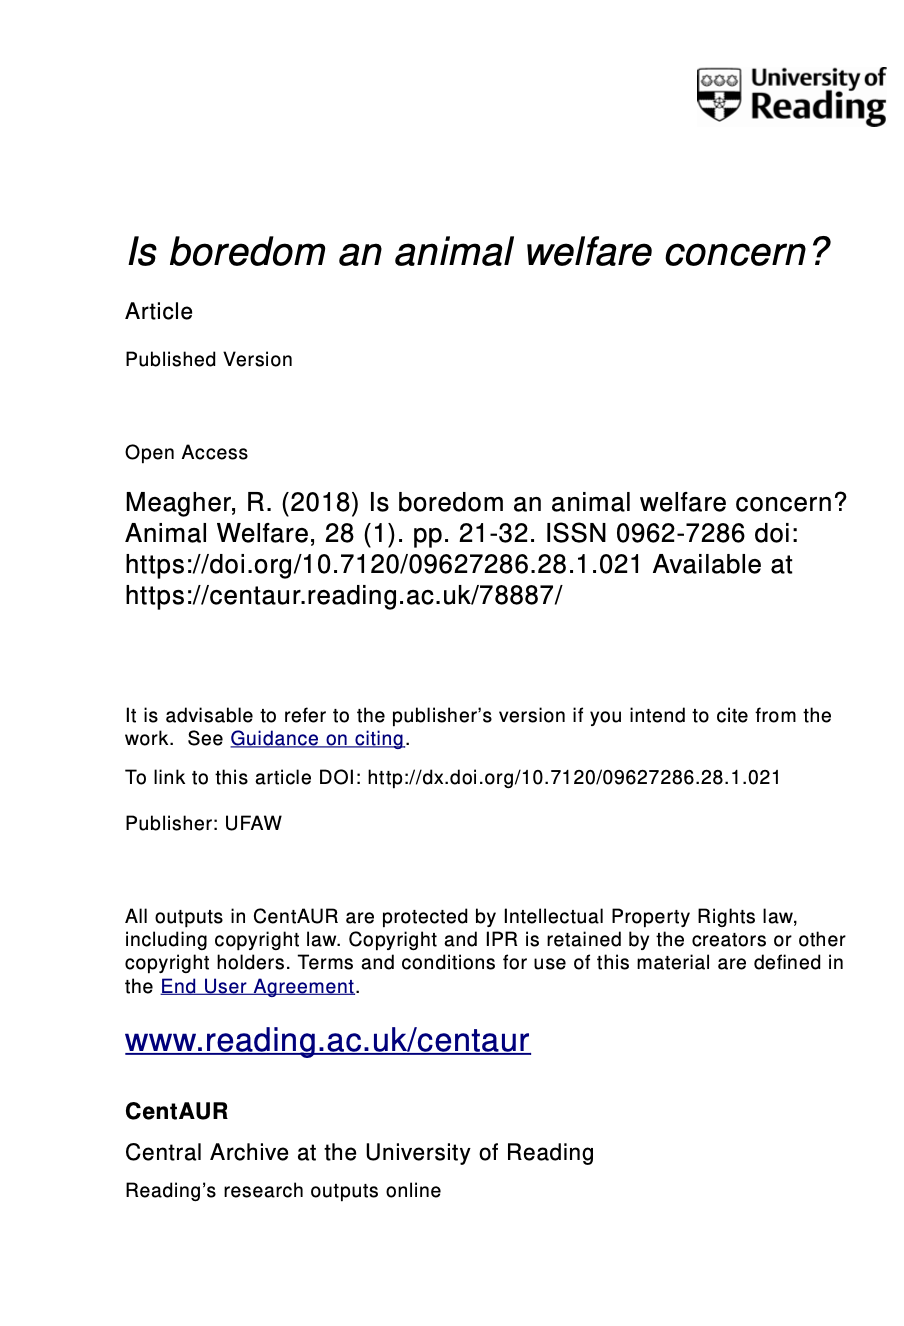 University of
Reading
Is boredom an animal welfare concern?
Article
Published Version
Open Access
Meagher, R. (2018) Is boredom an animal welfare concern?
Animal Welfare, 28 (1). pp. 21-32. ISSN 0962-7286 doi:
https://doi.org/10.7120/09627286.28.1.021 Available at
https://centaur.reading.ac.uk/78887/
It is advisable to refer to the publisher’s version if you intend to cite from the
work.  See Guidance on citing.
To link to this article DOI: http://dx.doi.org/10.7120/09627286.28.1.021
Publisher: UFAW
All outputs in CentAUR are protected by Intellectual Property Rights law,
including copyright law. Copyright and IPR is retained by the creators or other
copyright holders. Terms and conditions for use of this material are defined in
the End User Agreement.
www.reading.ac.uk/centaur
CentAUR
Central Archive at the University of Reading
Reading’s research outputs online